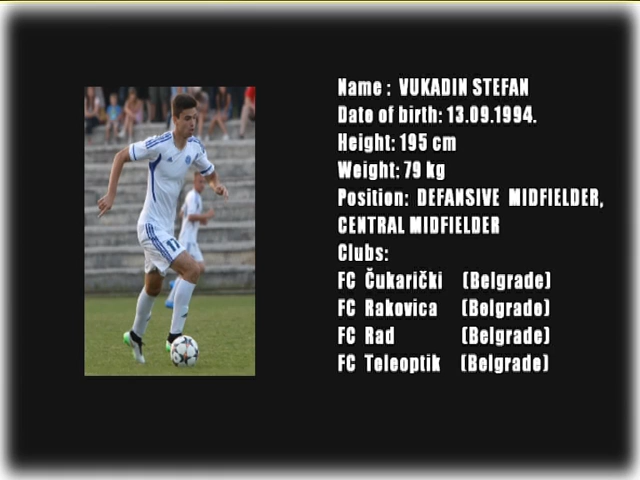 Name : VUKADIN STEFAN
Date of birth: 13.09.1994.
Height: 195 cm
Weight: 79 kg
Position: DEFANSIVE MIDFIELDER,
CENTRAL MIDFIELDER
Clubs:
FC Čukarički (Belgrade)
FC Rakovica (Belgrade)
FC Rad (Belgrade)
FC Teleoptik (Belgrade)